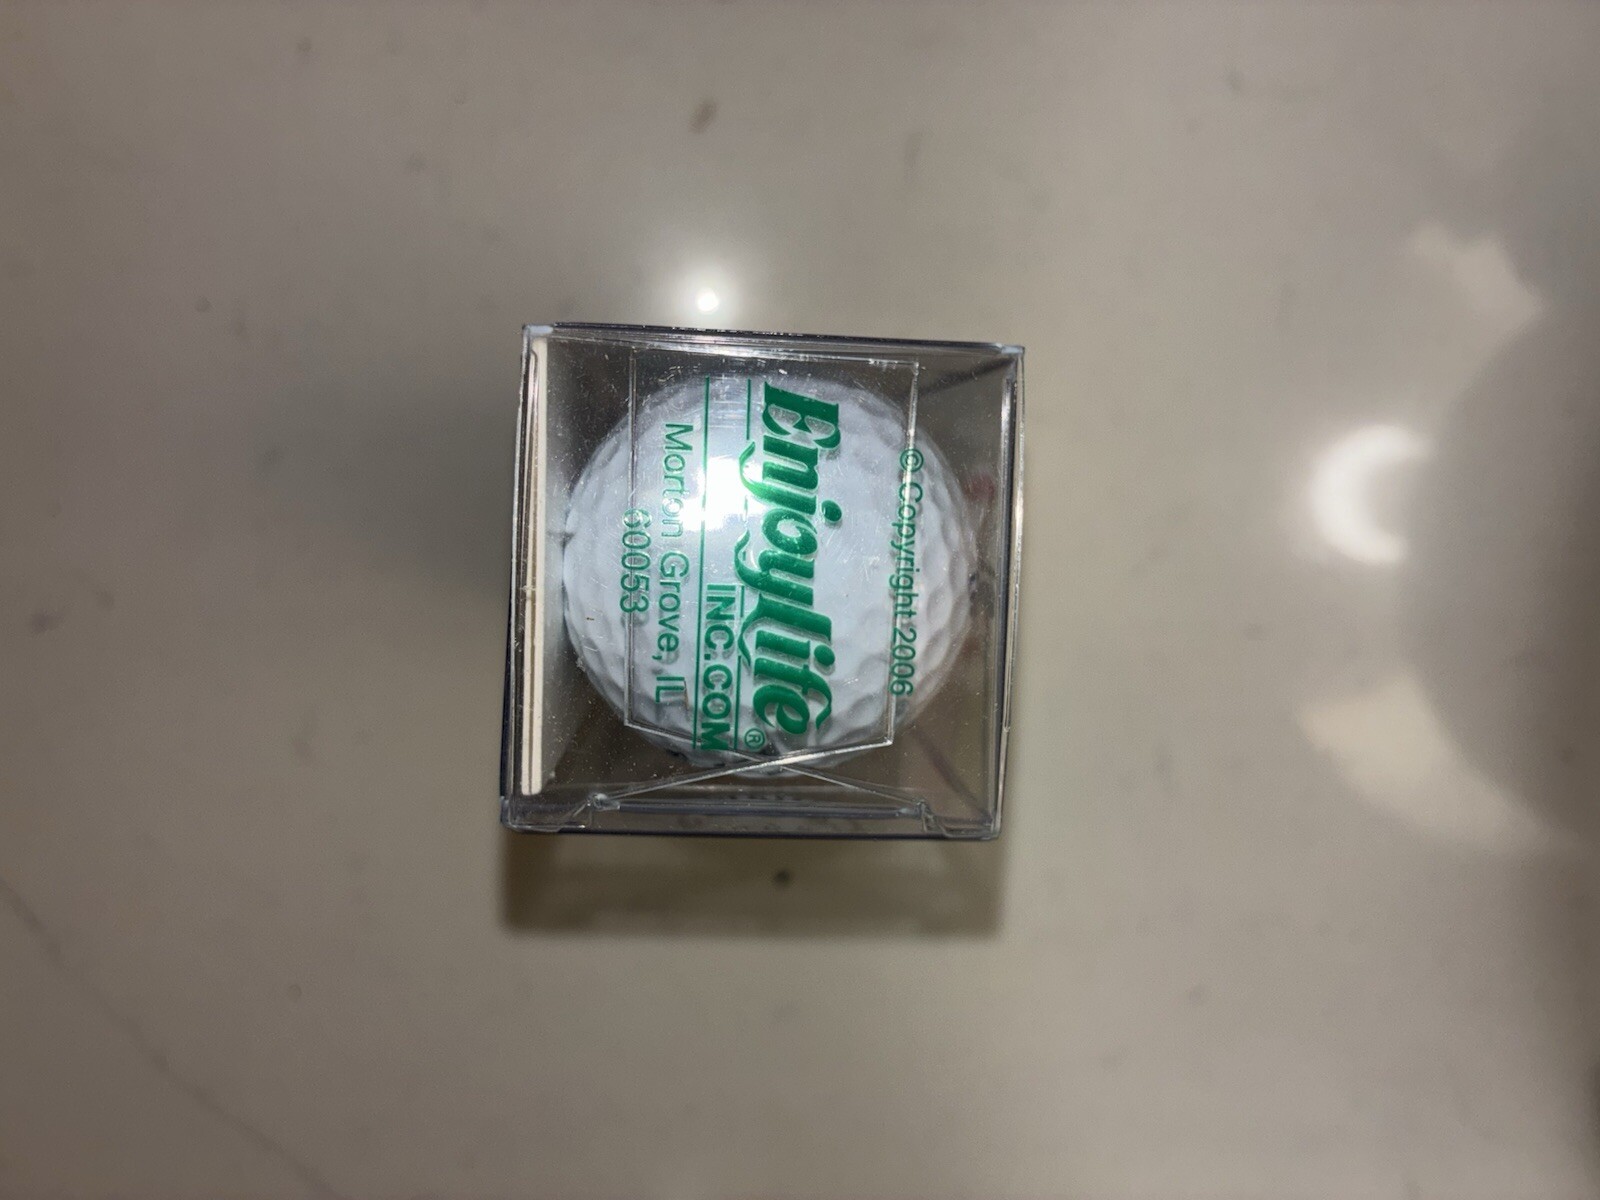 © Copyright 2006
EnjoyLife®
INC.COM
Morton Grove, IL
60053